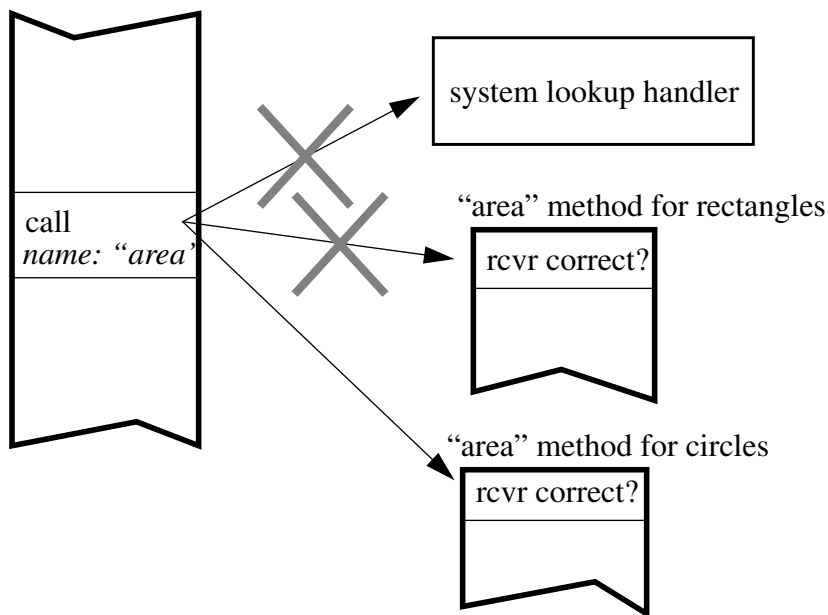 system lookup handler
call
name: “area’
“area” method for rectangles
rcvr correct?
“area” method for circles
rcvr correct?